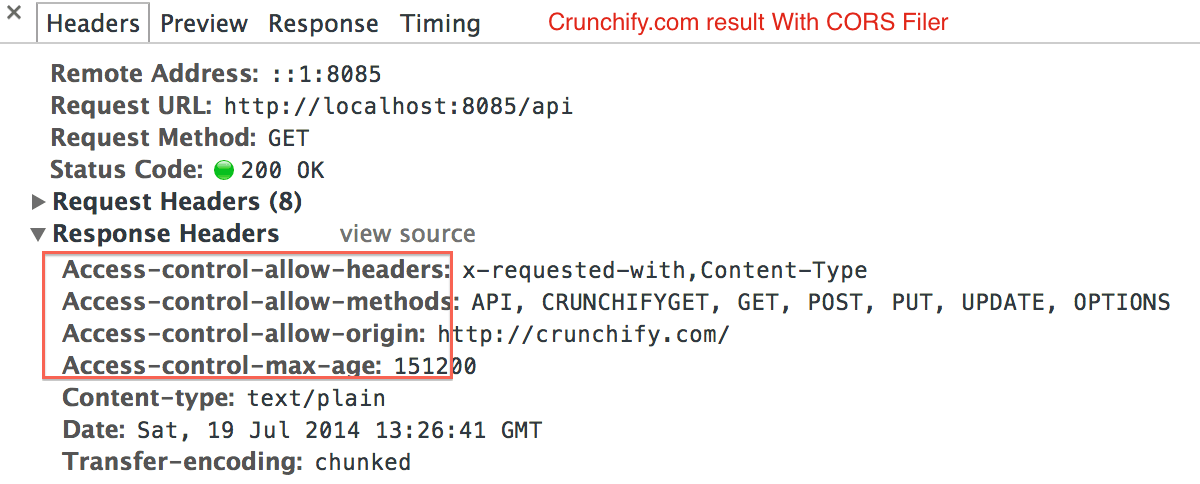 Headers Preview Response Timing Crunchify.com result With CORS Filer
Remote Address: ::1:8085
Request URL: http://localhost:8085/api
Request Method: GET
Status Code: 200 OK
Request Headers (8)
Response Headers view source
Access-control-allow-headers: x-requested-with,Content-Type
Access-control-allow-methods: API, CRUNCHIFYGET, GET, POST, PUT, UPDATE, OPTIONS
Access-control-allow-origin: http://crunchify.com/
Access-control-max-age: 151200
Content-type: text/plain
Date: Sat, 19 Jul 2014 13:26:41 GMT
Transfer-encoding: chunked